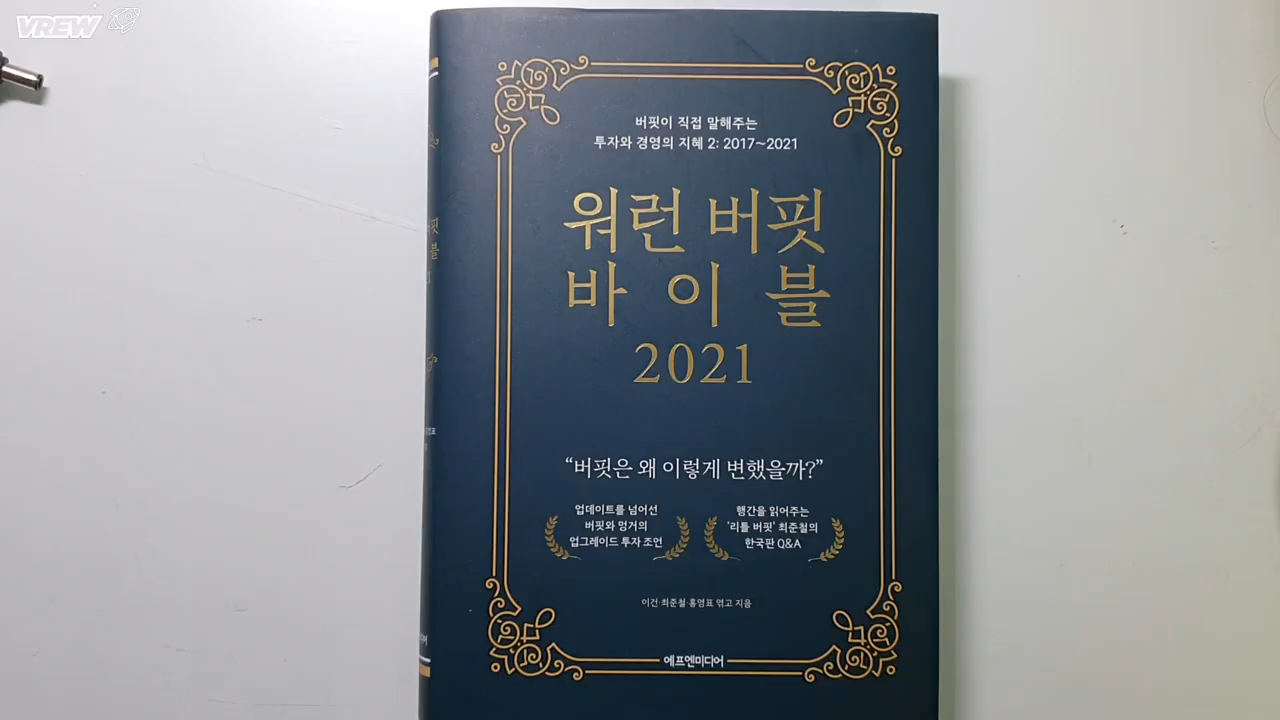 VREW
버핏이 직접 말해주는
투자와 경영의 지혜 2: 2017~2021
워런 버핏
바이블
2021
“버핏은 왜 이렇게 변했을까?”
업데이트를 넘어선
버핏과 멍거의
업그레이드 투자 조언
행간을 읽어주는
'리틀 버핏' 최준철의
한국판 Q&A
이건·최준철·홍영표 엮고 지음
에프엔미디어